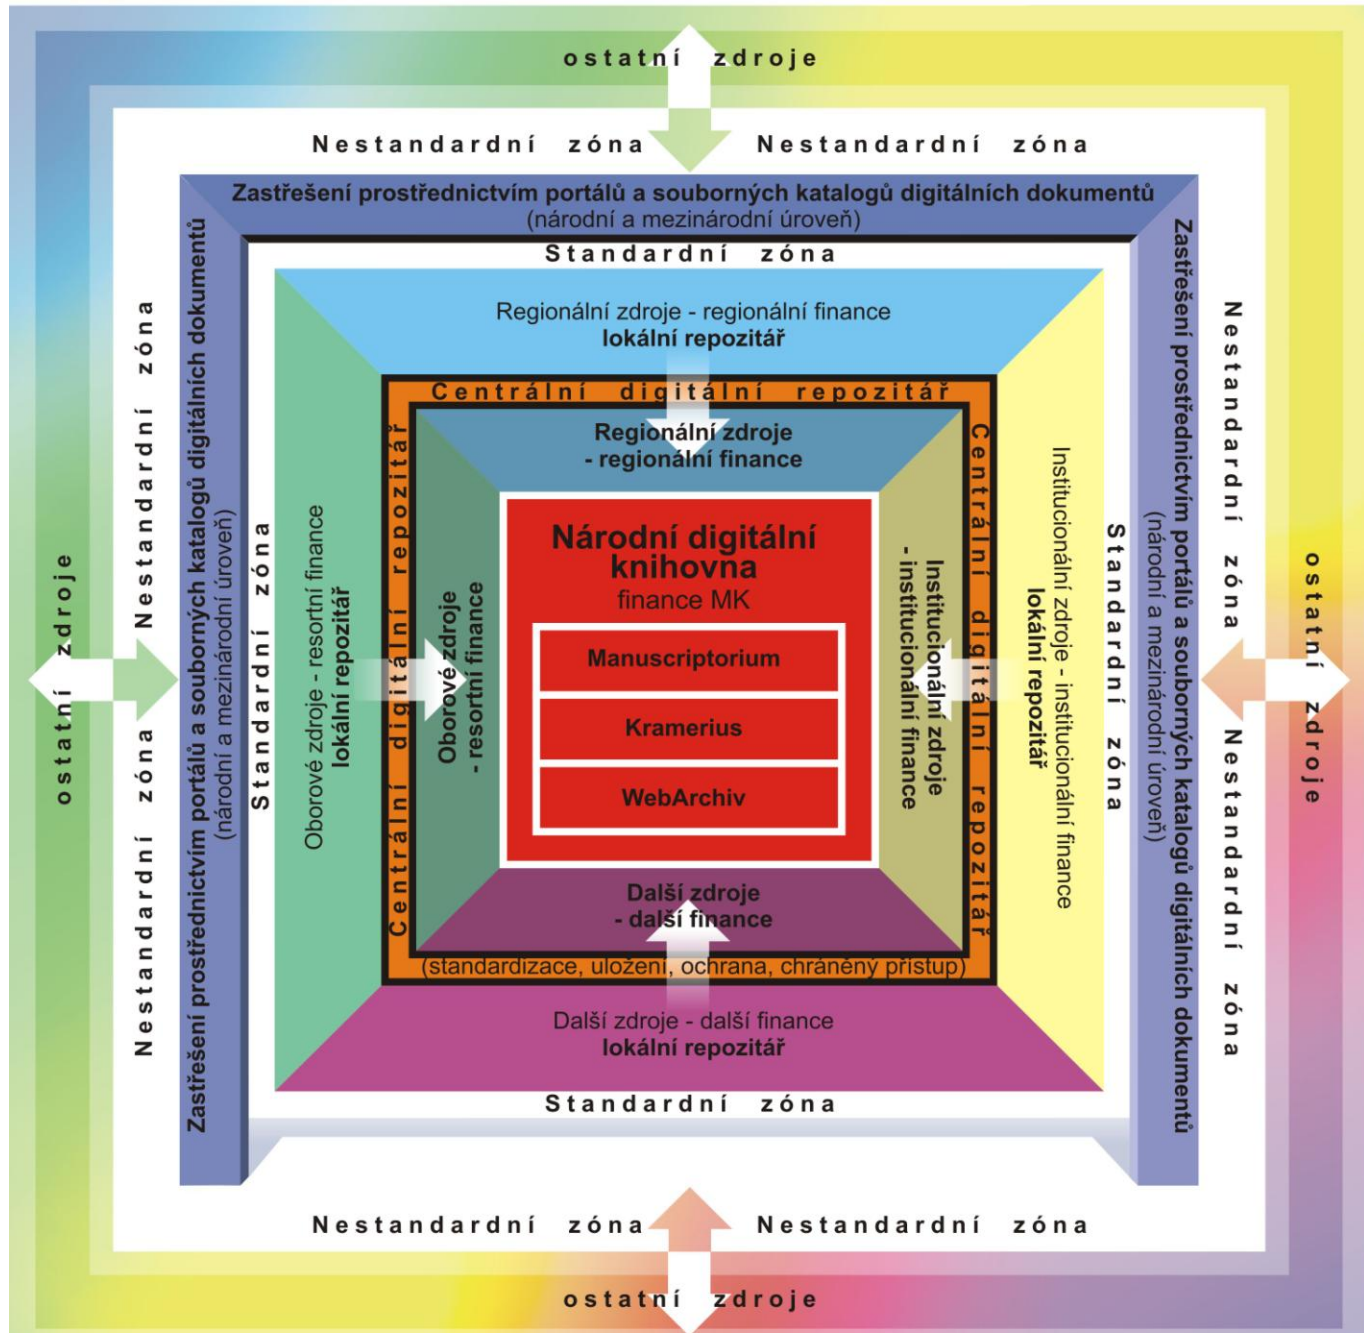 ostatní zdroje
Nestandardní zóna Nestandardní zóna
Zastřešení prostřednictvím portálů a souborných katalogů digitálních dokumentů
(národní a mezinárodní úroveň)
Standardní zóna
Regionální zdroje - regionální finance
lokální repozitář
Centrální digitální repozitář
Regionální zdroje
- regionální finance
ostatní zdroje
Nestandardní zóna Nestandardní zóna
Zastřešení prostřednictvím portálů a souborných katalogů digitálních dokumentů
(národní a mezinárodní úroveň)
Standardní zóna
Oborové zdroje - resortní finance
lokální repozitář
Centrální digitální repozitář
Oborové zdroje
- resortní finance
Národní digitální
knihovna
finance MK
Manuscriptorium
Kramerius
WebArchiv
Institucionální zdroje
- institucionální finance
Centrální digitální repozitář
Institucionální zdroje - institucionální finance
lokální repozitář
Standardní zóna
Zastřešení prostřednictvím portálů a souborných katalogů digitálních dokumentů
(národní a mezinárodní úroveň)
Nestandardní zóna Nestandardní zóna
ostatní zdroje
Další zdroje
- další finance
(standardizace, uložení, ochrana, chráněný přístup)
Další zdroje - další finance
lokální repozitář
Standardní zóna
Nestandardní zóna Nestandardní zóna
ostatní zdroje